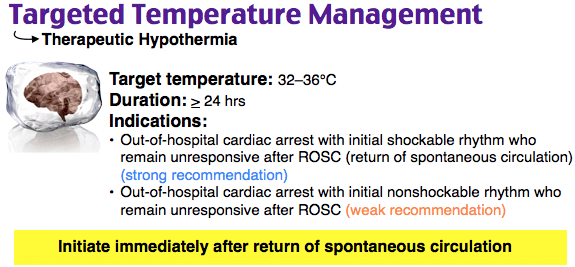 Targeted Temperature Management
Therapeutic Hypothermia
Target temperature: 32–36°C
Duration: ≥ 24 hrs
Indications:
• Out-of-hospital cardiac arrest with initial shockable rhythm who
remain unresponsive after ROSC (return of spontaneous circulation)
(strong recommendation)
• Out-of-hospital cardiac arrest with initial nonshockable rhythm who
remain unresponsive after ROSC (weak recommendation)
Initiate immediately after return of spontaneous circulation